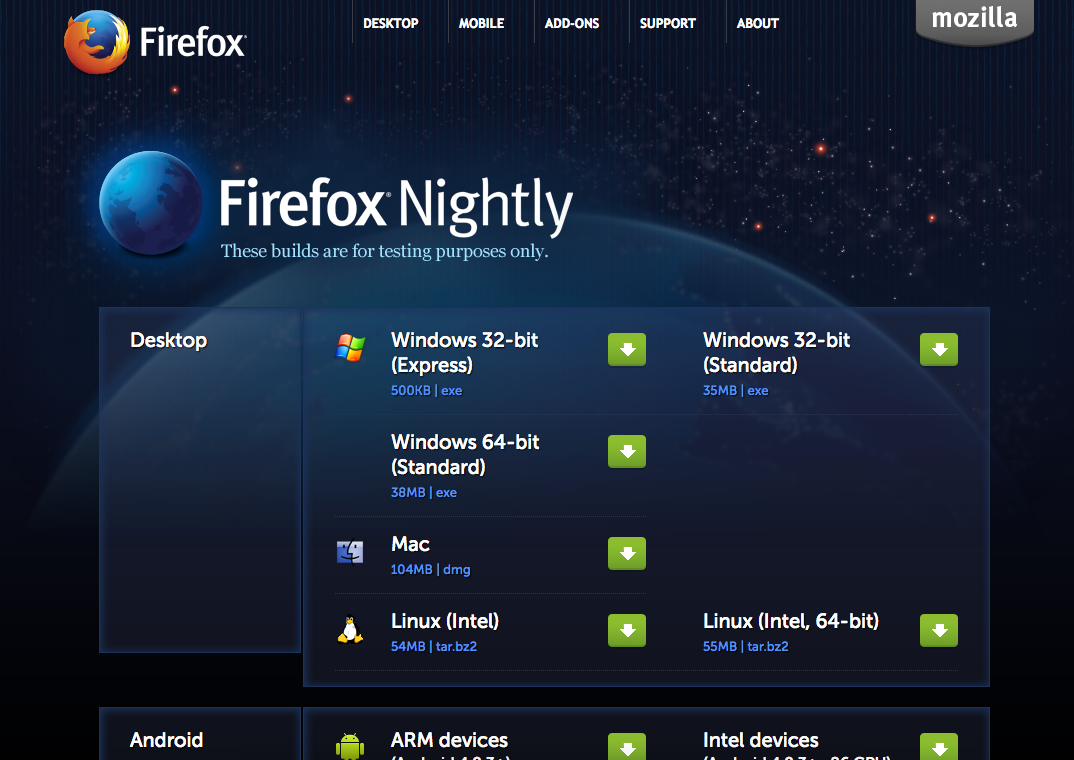 Firefox®
DESKTOP
MOBILE
ADD-ONS
SUPPORT
ABOUT
mozilla
Firefox® Nightly
These builds are for testing purposes only.
Desktop
Windows 32-bit
(Express)
500KB | exe
Windows 32-bit
(Standard)
35MB | exe
Windows 64-bit
(Standard)
38MB | exe
Mac
104MB | dmg
Linux (Intel)
54MB | tar.bz2
Linux (Intel, 64-bit)
55MB | tar.bz2
Android
ARM devices
Intel devices